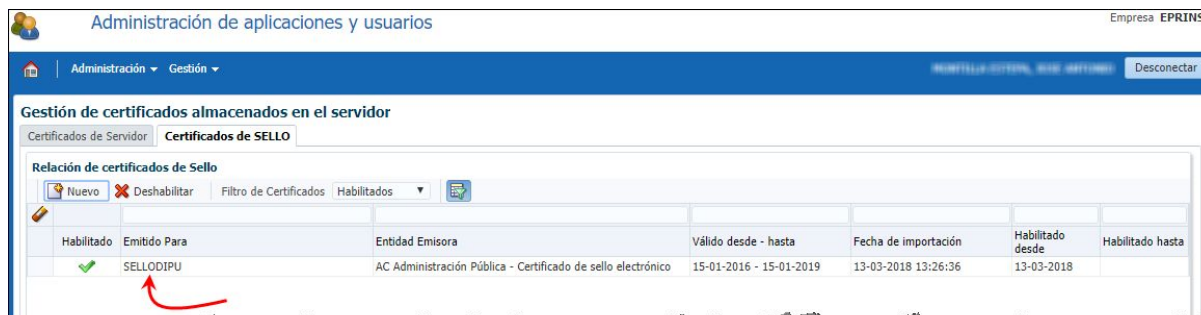 Administración de aplicaciones y usuarios
Empresa EPRINS
Administración Gestión
Desconectar
Gestión de certificados almacenados en el servidor
Certificados de Servidor Certificados de SELLO
Relación de certificados de Sello
Nuevo Deshabilitar Filtro de Certificados Habilitados
Habilitado Emitido Para Entidad Emisora Válido desde - hasta Fecha de importación Habilitado desde Habilitado hasta
SELLODIPU AC Administración Pública - Certificado de sello electrónico 15-01-2016 - 15-01-2019 13-03-2018 13:26:36 13-03-2018